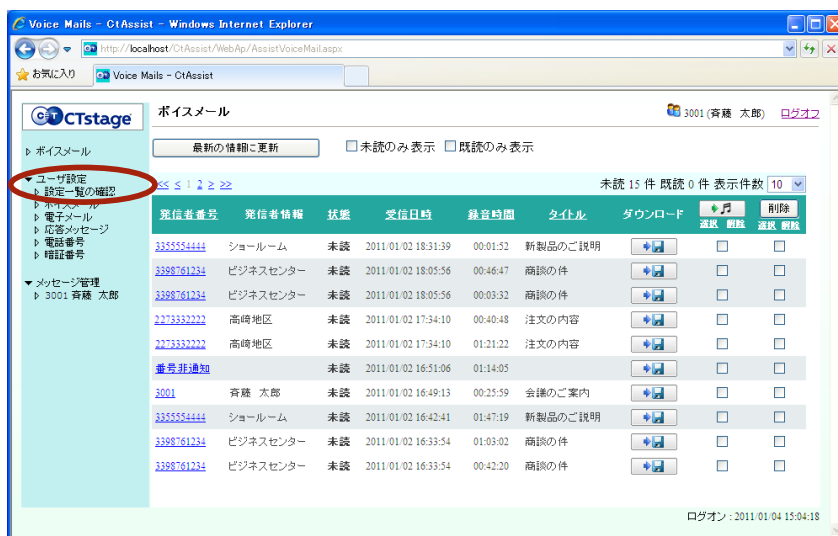 Voice Mails - CtAssist - Windows Internet Explorer
http://localhost/CtAssist/WebAp/AssistVoiceMail.aspx
お気に入り Voice Mails - CtAssist
CTstage
ボイスメール
3001 (斉藤 太郎) ログオフ
最新の情報に更新 未読のみ表示 既読のみ表示
ボイスメール
ユーザ設定
設定一覧の確認
ボイスメール
電子メール
応答メッセージ
電話番号
暗証番号
メッセージ管理
3001 斉藤 太郎
<< < 1 2 > >> 未読 15 件 既読 0 件 表示件数 10
発信者番号 発信者情報 状態 受信日時 録音時間 タイトル ダウンロード 選択 解除 削除 選択 解除
3355554444 ショールーム 未読 2011/01/02 18:31:39 00:01:52 新製品のご説明
3398761234 ビジネスセンター 未読 2011/01/02 18:05:56 00:46:47 商談の件
3398761234 ビジネスセンター 未読 2011/01/02 18:05:56 00:03:32 商談の件
2273332222 高崎地区 未読 2011/01/02 17:34:10 00:40:48 注文の内容
2273332222 高崎地区 未読 2011/01/02 17:34:10 01:21:22 注文の内容
番号非通知 未読 2011/01/02 16:51:06 01:14:05
3001 斉藤 太郎 未読 2011/01/02 16:49:13 00:25:59 会議のご案内
3355554444 ショールーム 未読 2011/01/02 16:42:41 01:47:19 新製品のご説明
3398761234 ビジネスセンター 未読 2011/01/02 16:33:54 01:03:02 商談の件
3398761234 ビジネスセンター 未読 2011/01/02 16:33:54 00:42:20 商談の件
ログオン : 2011/01/04 15:04:18